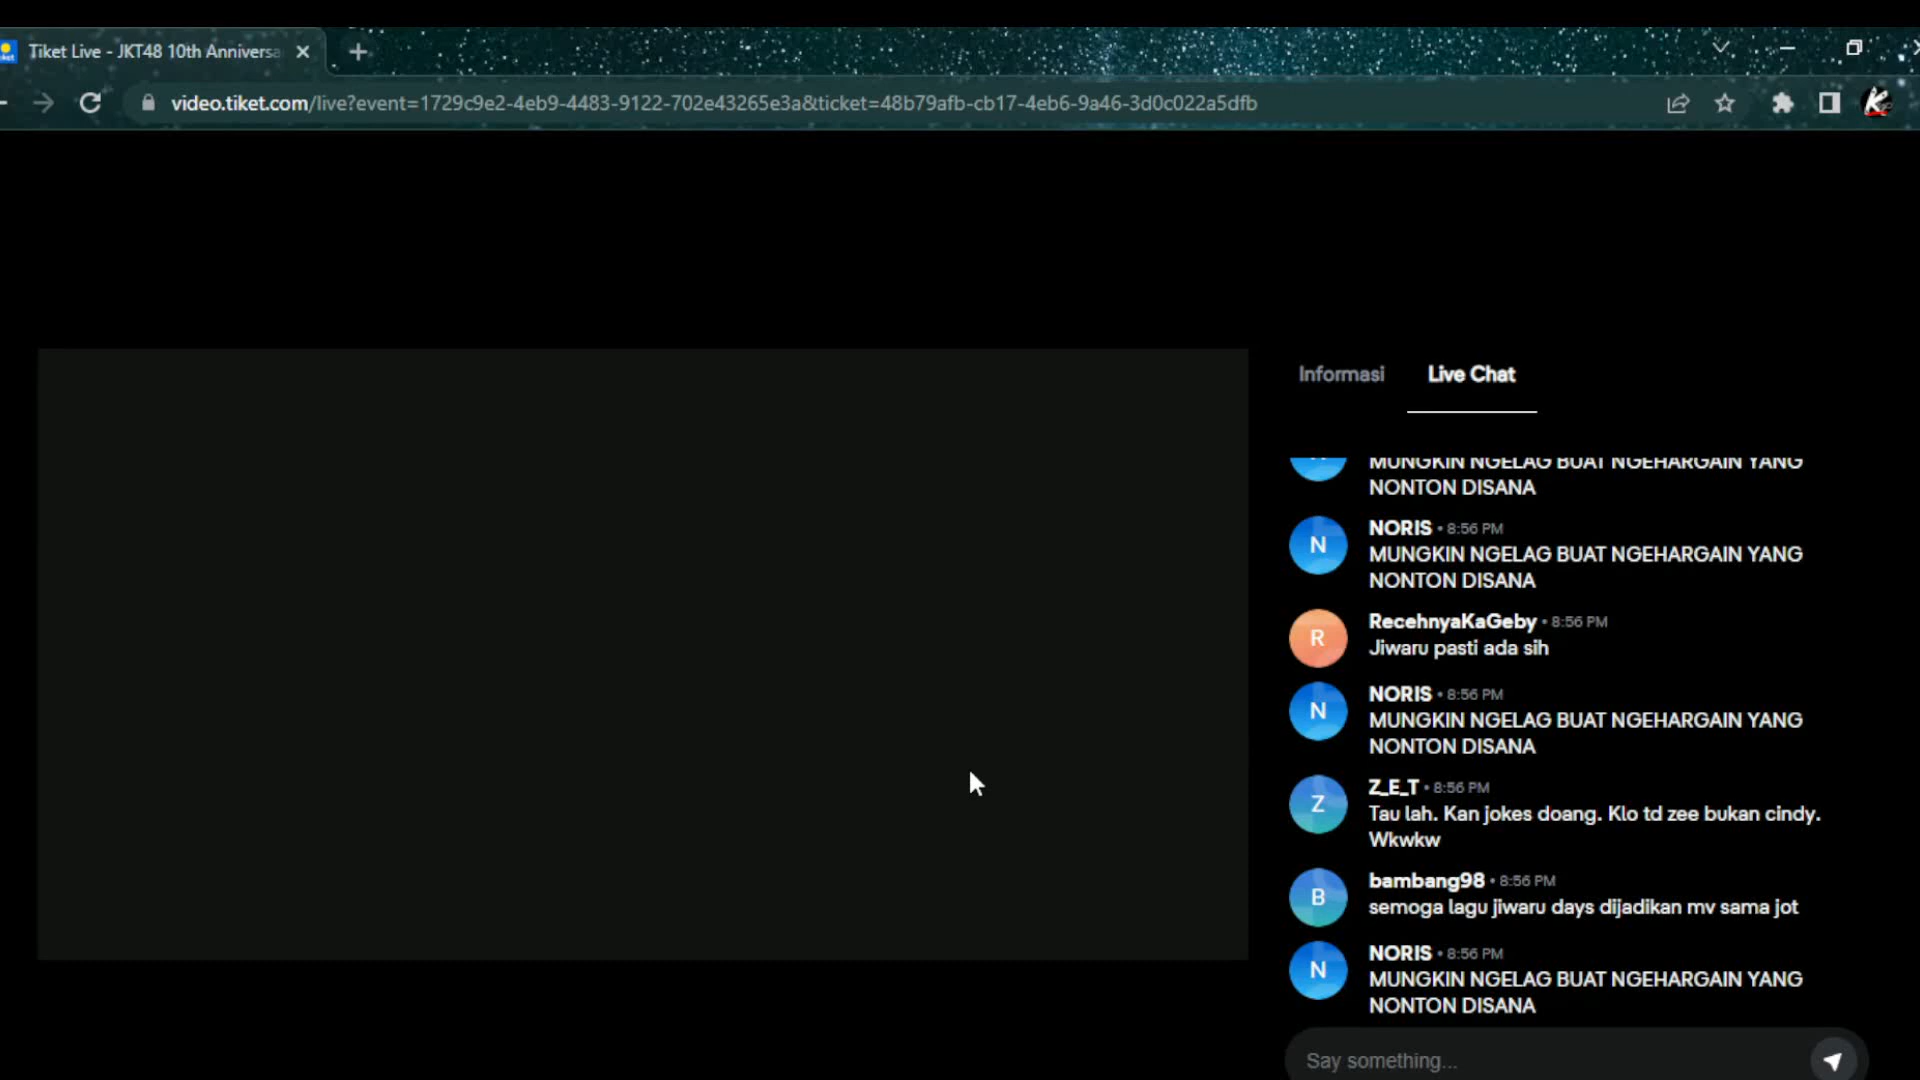 Tiket Live - JKT48 10th Anniversa
video.tiket.com/live?event=1729c9e2-4eb9-4483-9122-702e43265e3a&ticket=48b79afb-cb17-4eb6-9a46-3d0c022a5dfb
Informasi
Live Chat
MUNGKIN NGELAG BUAT NGEHARGAIN YANG
NONTON DISANA
N
NORIS • 8:56 PM
MUNGKIN NGELAG BUAT NGEHARGAIN YANG
NONTON DISANA
R
RecehnyaKaGeby • 8:56 PM
Jiwaru pasti ada sih
N
NORIS • 8:56 PM
MUNGKIN NGELAG BUAT NGEHARGAIN YANG
NONTON DISANA
Z
Z_E_T • 8:56 PM
Tau lah. Kan jokes doang. Klo td zee bukan cindy.
Wkwkw
B
bambang98 • 8:56 PM
semoga lagu jiwaru days dijadikan mv sama jot
N
NORIS • 8:56 PM
MUNGKIN NGELAG BUAT NGEHARGAIN YANG
NONTON DISANA
Say something...